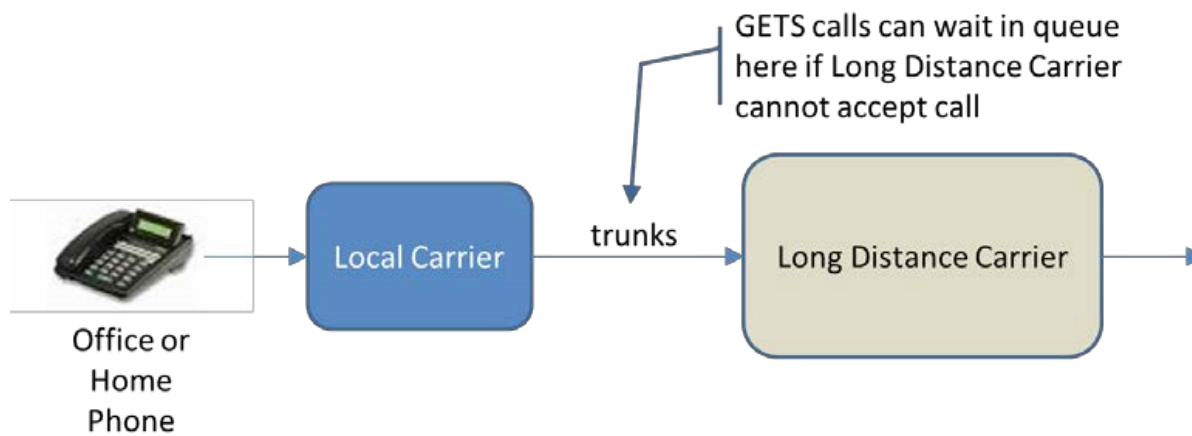 GETS calls can wait in queue
here if Long Distance Carrier
cannot accept call
Local Carrier
trunks
Long Distance Carrier
Office or
Home
Phone